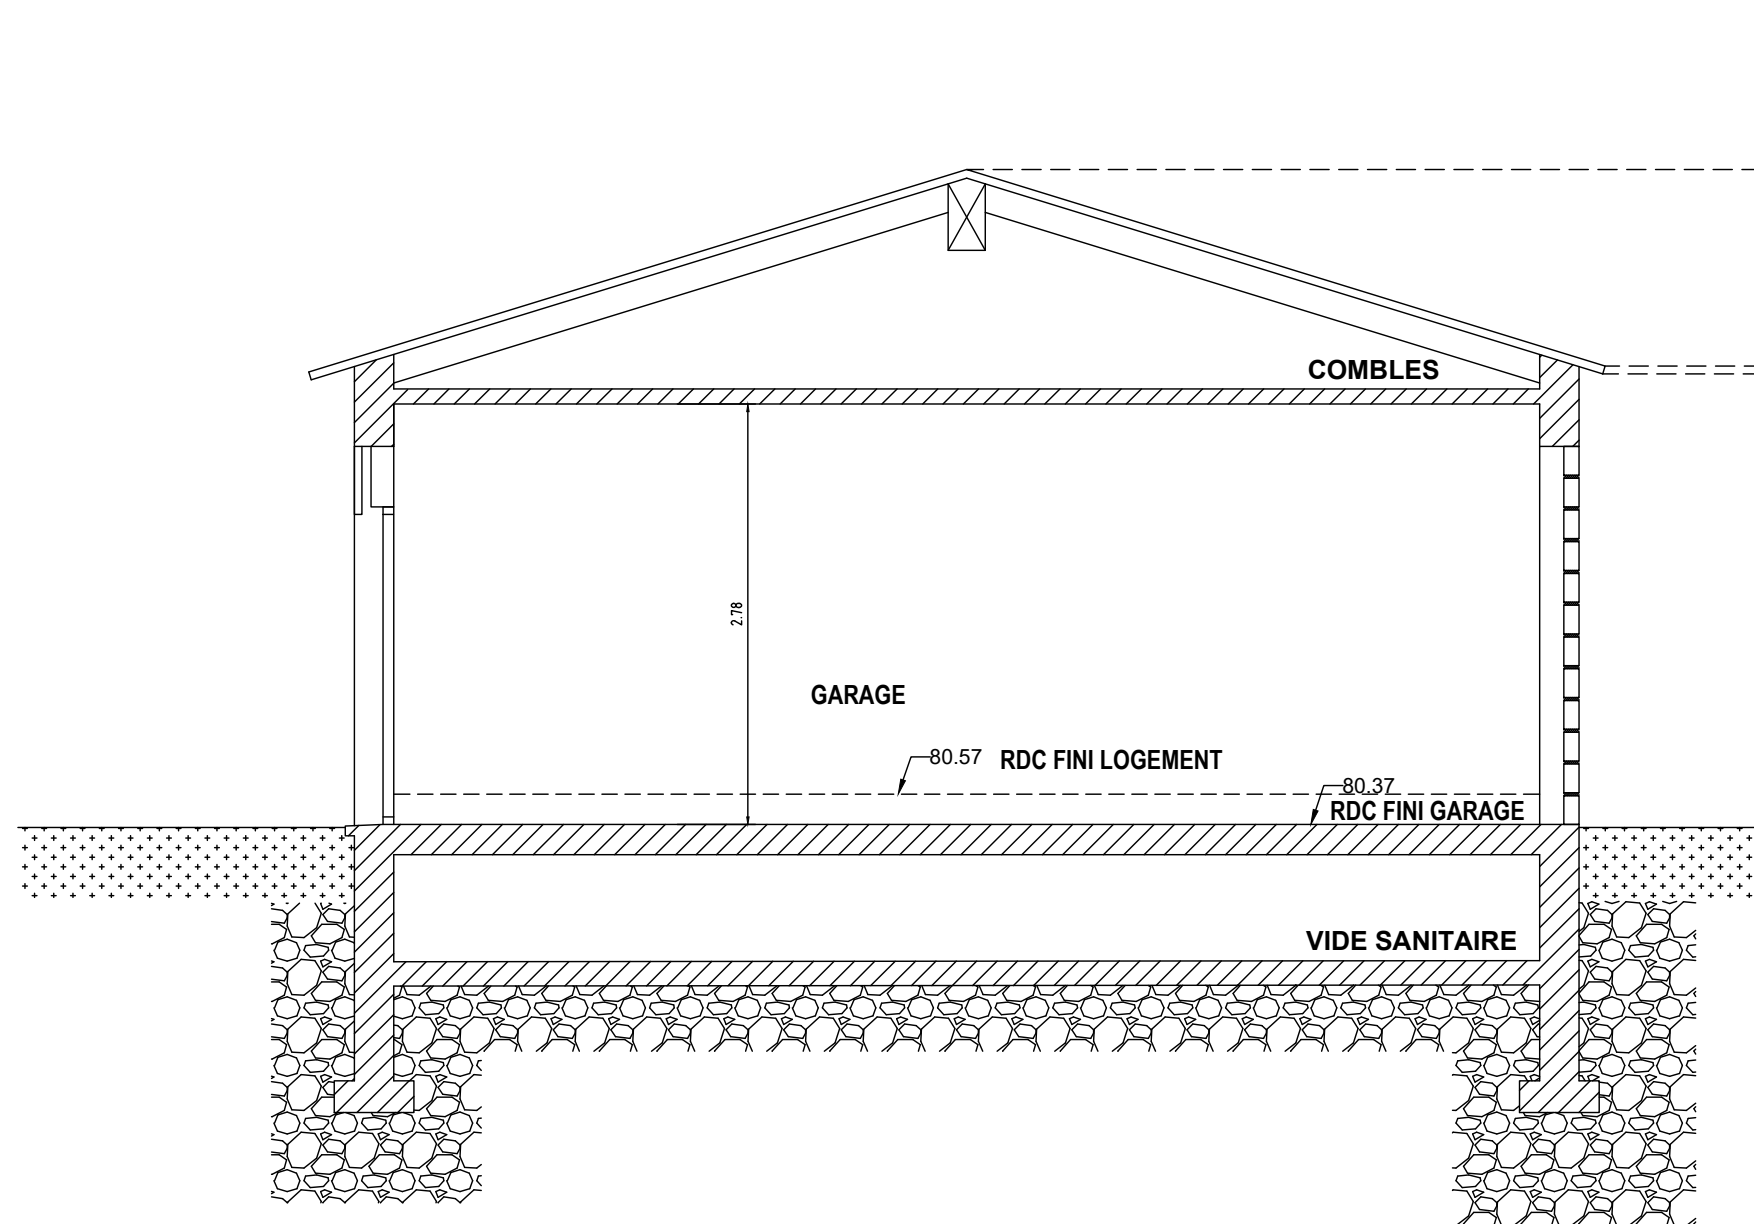 COMBLES
2.78
GARAGE
80.57 RDC FINI LOGEMENT
80.37
RDC FINI GARAGE
VIDE SANITAIRE